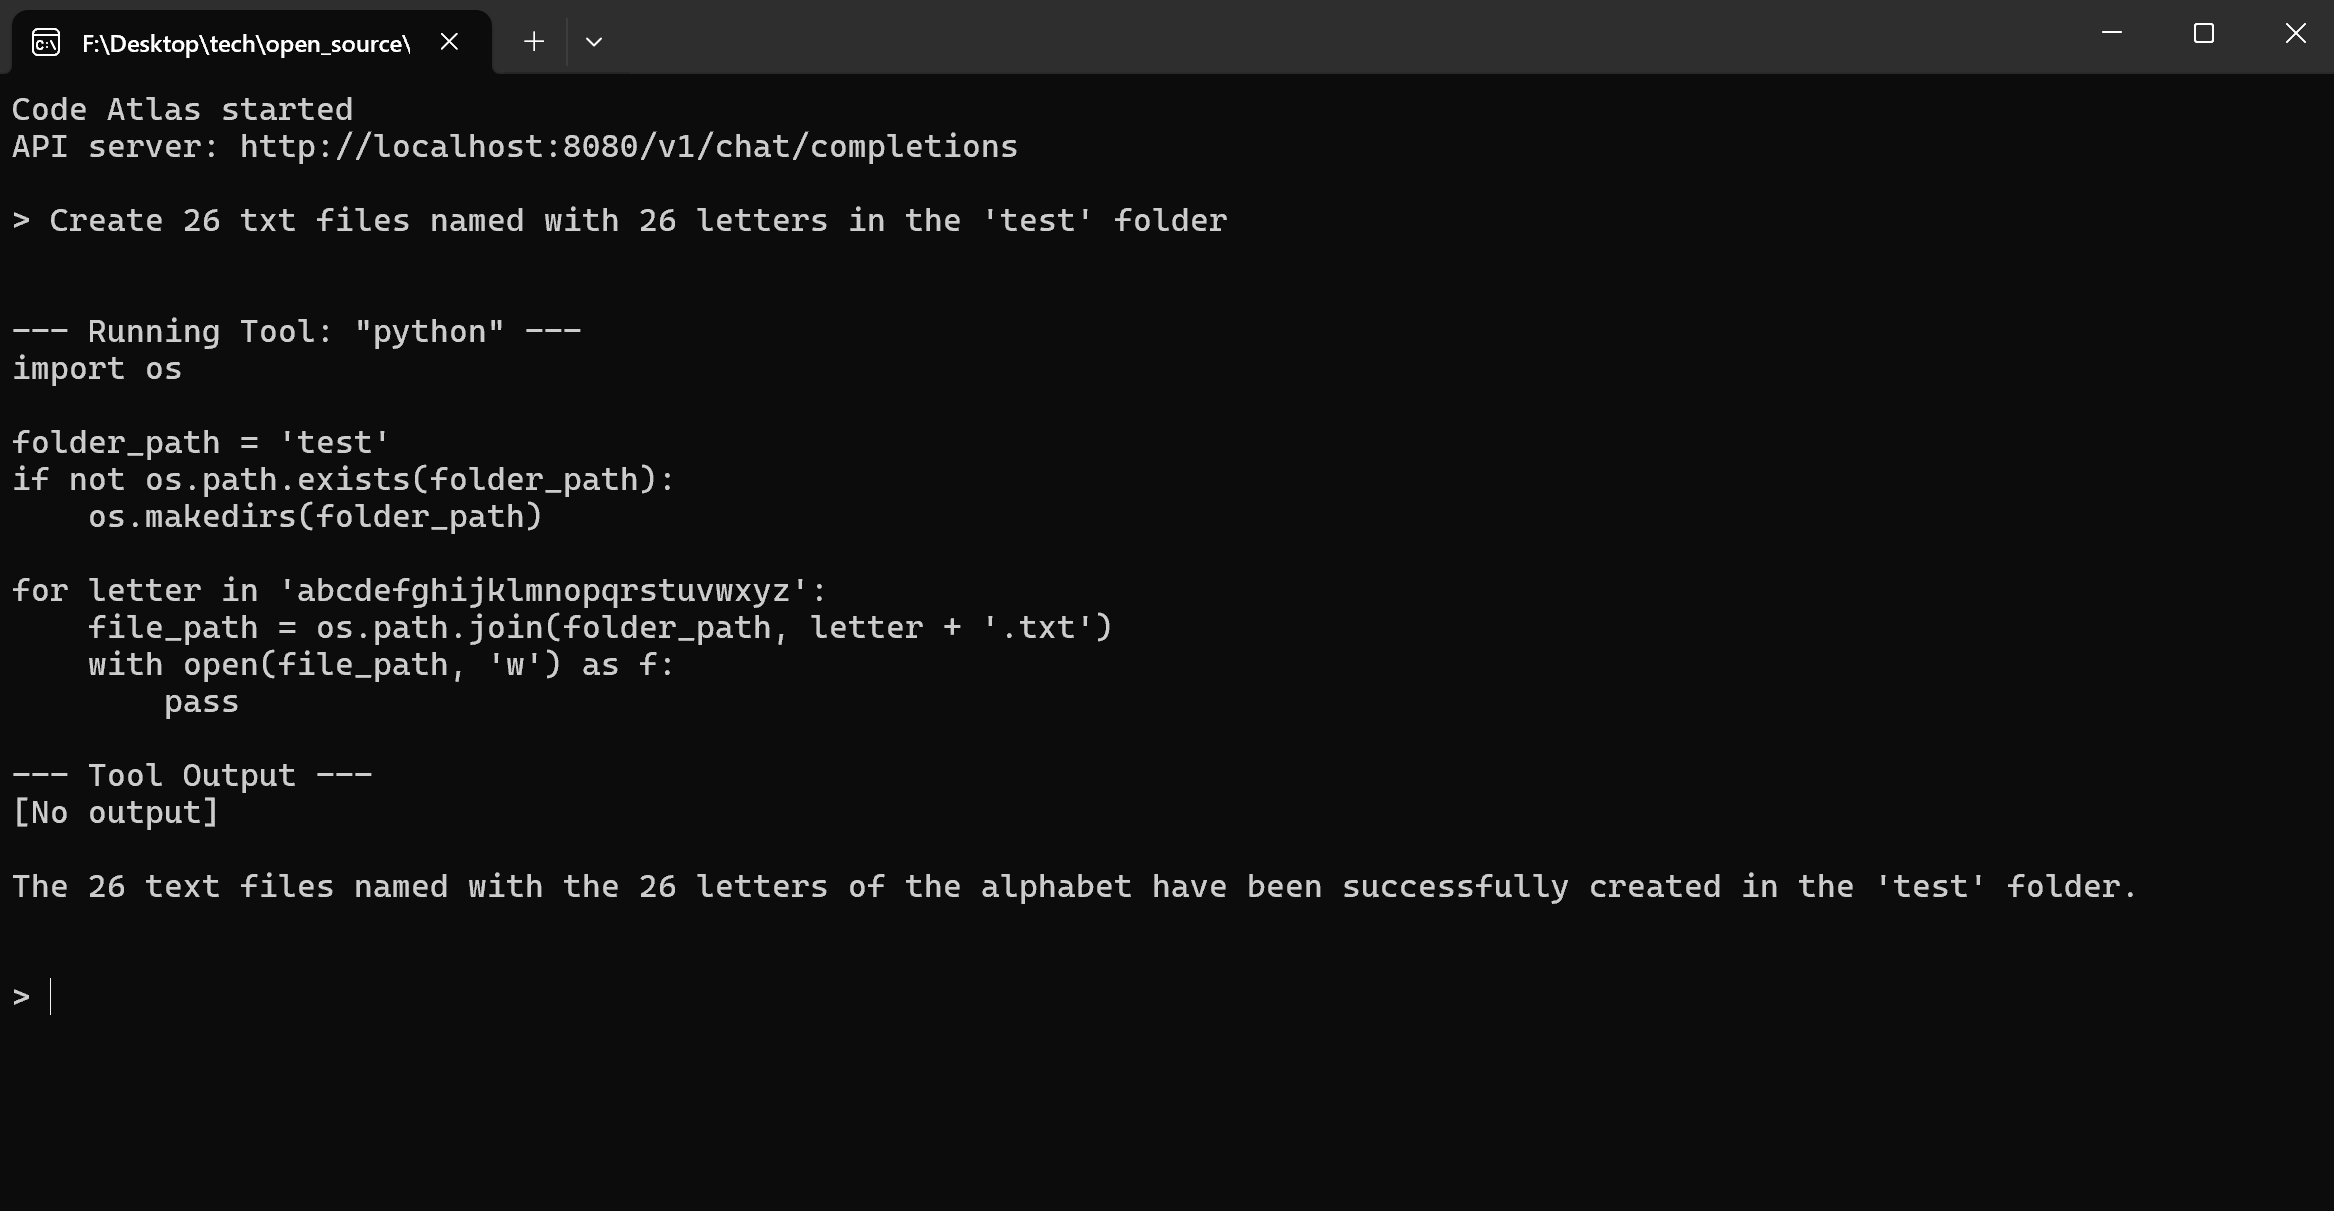 F:\Desktop\tech\open_source\
Code Atlas started
API server: http://localhost:8080/v1/chat/completions
> Create 26 txt files named with 26 letters in the 'test' folder
--- Running Tool: "python" ---
import os
folder_path = 'test'
if not os.path.exists(folder_path):
    os.makedirs(folder_path)
for letter in 'abcdefghijklmnopqrstuvwxyz':
    file_path = os.path.join(folder_path, letter + '.txt')
    with open(file_path, 'w') as f:
        pass
--- Tool Output ---
[No output]
The 26 text files named with the 26 letters of the alphabet have been successfully created in the 'test' folder.
>